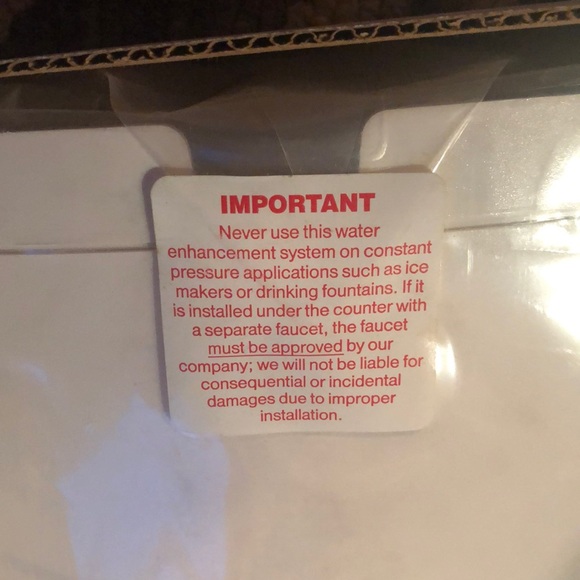 IMPORTANT
Never use this water
enhancement system on constant
pressure applications such as ice
makers or drinking fountains. If it
is installed under the counter with
a separate faucet, the faucet
must be approved by our
company; we will not be liable for
consequential or incidental
damages due to improper
installation.